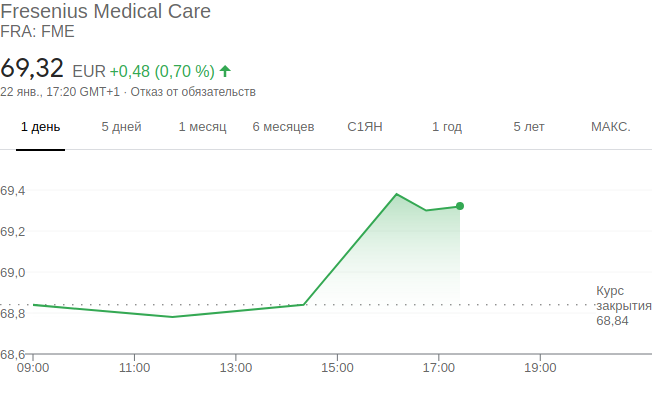 Fresenius Medical Care
FRA: FME
69,32 EUR +0,48 (0,70 %)
22 янв., 17:20 GMT+1 · Отказ от обязательств
1 день 5 дней 1 месяц 6 месяцев С1ЯН 1 год 5 лет МАКС.
69,4
69,2
69,0
68,8
68,6
Курс
закрытия
68,84
09:00 11:00 13:00 15:00 17:00 19:00